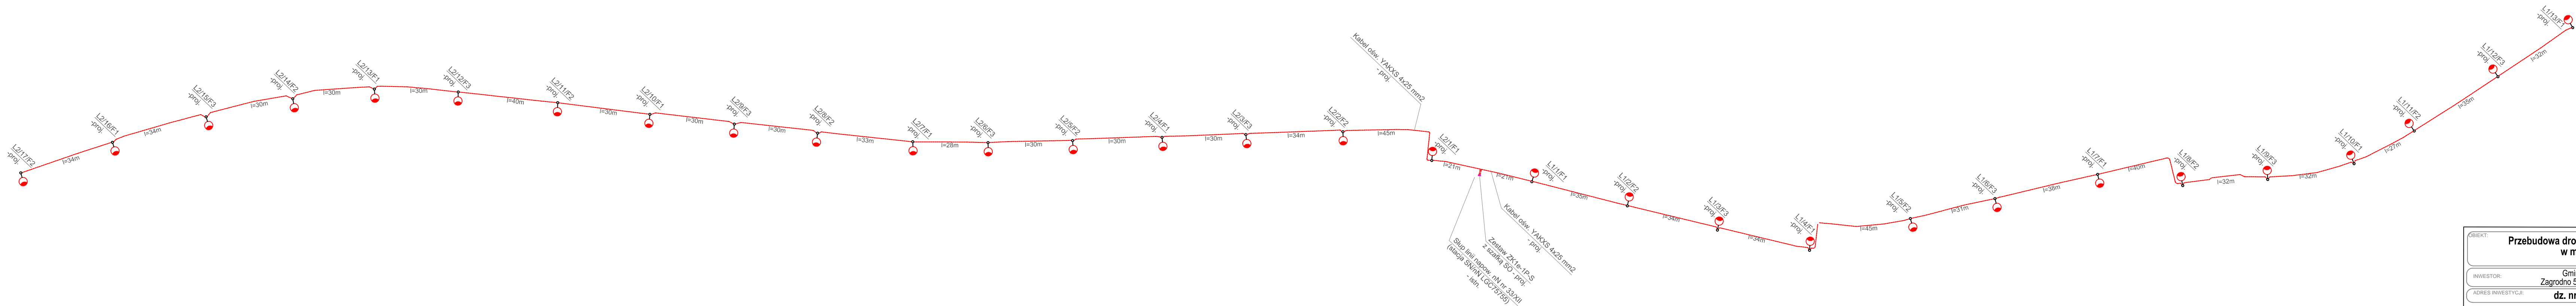 L2/17/F2
-proj.
l=34m
L2/16/F1
-proj.
l=34m
L2/15/F3
-proj.
l=30m
L2/14/F2
-proj.
l=30m
L2/13/F1
-proj.
l=30m
L2/12/F3
-proj.
l=40m
L2/11/F2
-proj.
l=30m
L2/10/F1
-proj.
l=30m
L2/9/F3
-proj.
l=30m
L2/8/F2
-proj.
l=33m
L2/7/F1
-proj.
l=28m
L2/6/F3
-proj.
l=30m
L2/5/F2
-proj.
l=30m
L2/4/F1
-proj.
l=30m
L2/3/F3
-proj.
l=34m
L2/2/F2
-proj.
l=45m
Kabel ośw. YAKXS 4x25 mm2
- proj.
L2/1/F1
-proj.
l=21m
l=21m
Słup linii napow. nN nr 33/XII
(stacja SN/nN LGC75755)
- istn.
Zestaw ZK1e-1P-S
z szafką SO - proj.
Kabel ośw. YAKXS 4x25 mm2
- proj.
L1/1/F1
-proj.
l=35m
L1/2/F2
-proj.
l=34m
L1/3/F3
-proj.
l=34m
L1/4/F1
-proj.
l=45m
L1/5/F2
-proj.
l=31m
L1/6/F3
-proj.
l=38m
L1/7/F1
-proj.
l=40m
L1/8/F2
-proj.
l=32m
L1/9/F3
-proj.
l=32m
L1/10/F1
-proj.
l=27m
L1/11/F2
-proj.
l=35m
L1/12/F3
-proj.
l=32m
L1/13/F1
-proj.
OBIEKT:
Przebudowa dro
w m
INWESTOR:
Gmi
Zagrodno 5
ADRES INWESTYCJI:
dz. nr